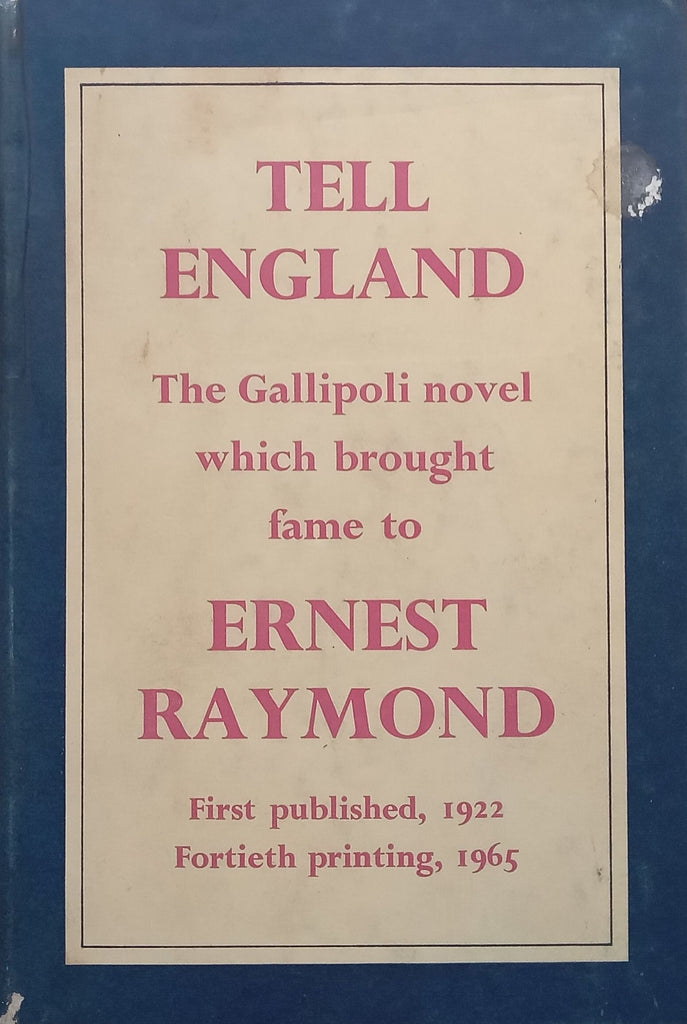 TELL
ENGLAND
The Gallipoli novel
which brought
fame to
ERNEST
RAYMOND
First published, 1922
Fortieth printing, 1965